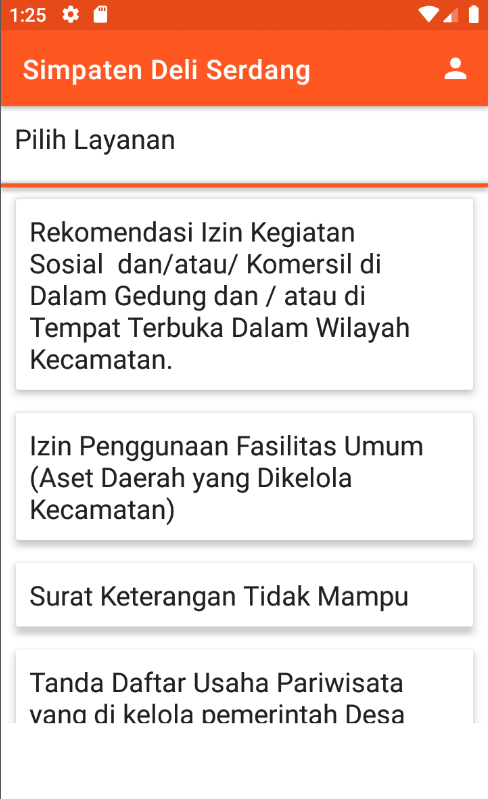 1:25
Simpaten Deli Serdang
Pilih Layanan
Rekomendasi Izin Kegiatan
Sosial  dan/atau/ Komersil di
Dalam Gedung dan / atau di
Tempat Terbuka Dalam Wilayah
Kecamatan.
Izin Penggunaan Fasilitas Umum
(Aset Daerah yang Dikelola
Kecamatan)
Surat Keterangan Tidak Mampu
Tanda Daftar Usaha Pariwisata
yang di kelola pemerintah Desa